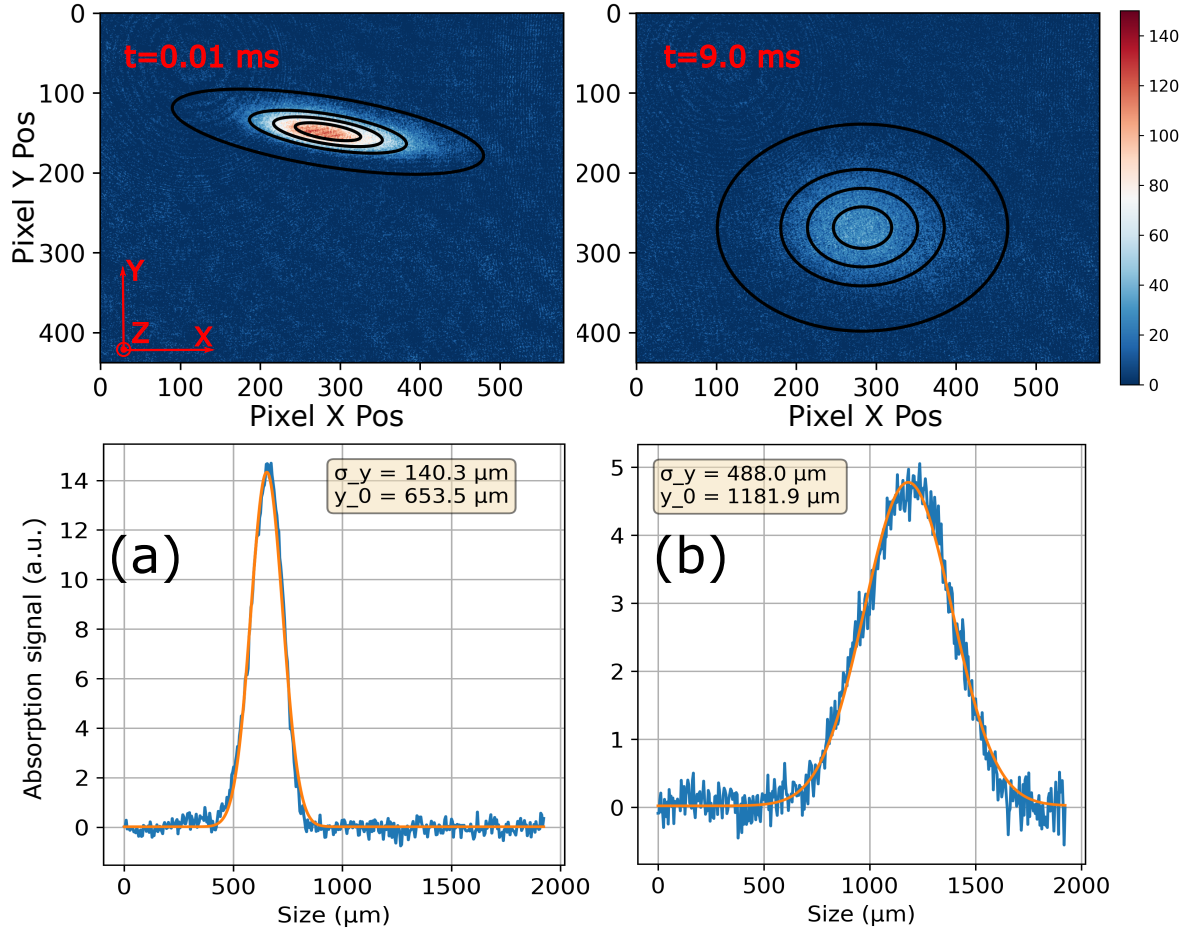 t=0.01 ms
0
100
200
300
400
Pixel Y Pos
Y
Z
X
0 100 200 300 400 500
Pixel X Pos
t=9.0 ms
0
100
200
300
400
0 100 200 300 400 500
Pixel X Pos
140
120
100
80
60
40
20
0
(a)
σ_y = 140.3 μm
y_0 = 653.5 μm
14
12
10
8
6
4
2
0
Absorption signal (a.u.)
0 500 1000 1500 2000
Size (μm)
(b)
σ_y = 488.0 μm
y_0 = 1181.9 μm
5
4
3
2
1
0
0 500 1000 1500 2000
Size (μm)